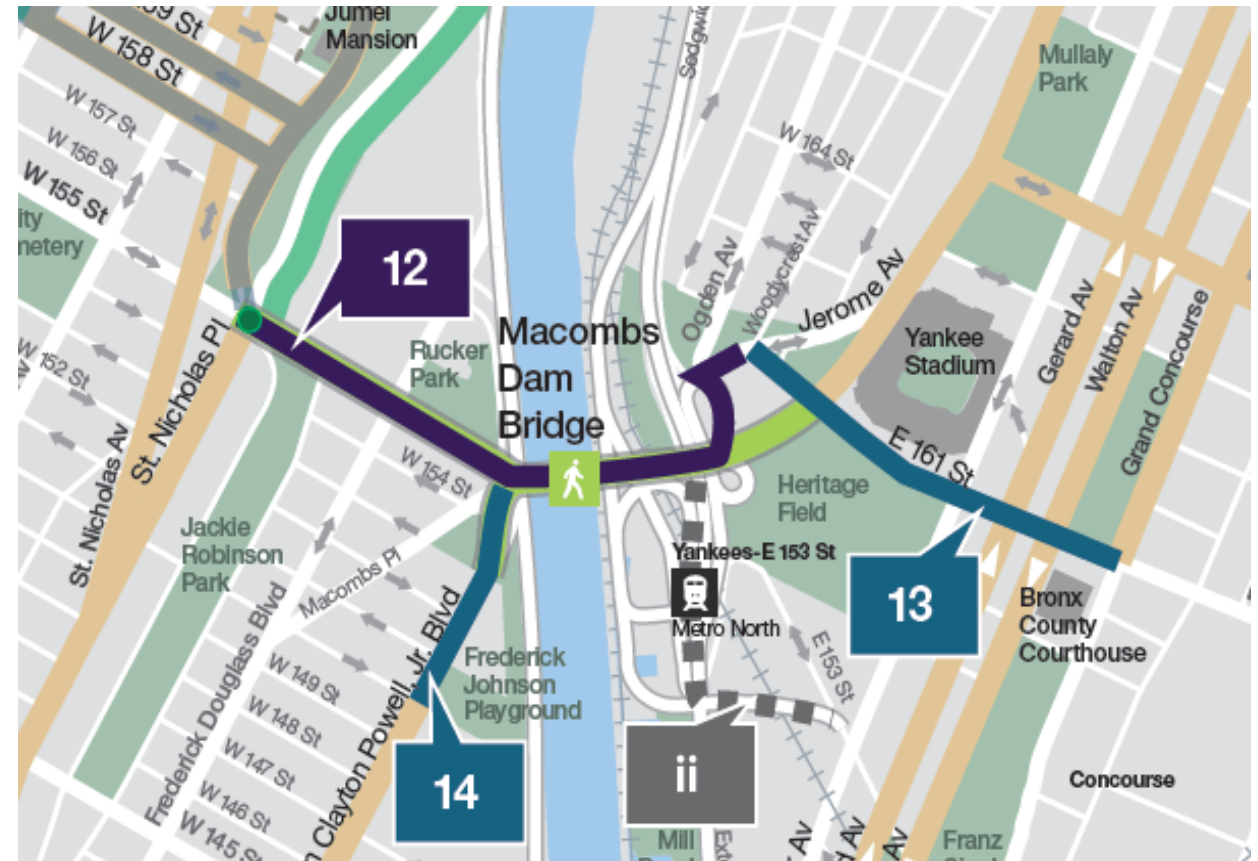 Jumel
Mansion
W 158 St
W 157 St
W 156 St
W 155 St
metery
12
Rucker
Park
Macombs
Dam
Bridge
Sedgwic
Mullaly
Park
W 164 St
Ogden Av
Woodycrest Av
Jerome Av
Yankee
Stadium
Gerard Av
Walton Av
Grand Concourse
E 161 St
Heritage
Field
13
Bronx
County
Courthouse
Yankees-E 153 St
Metro North
E 153 St
ii
Concourse
W 152 St
St. Nicholas Av
St. Nicholas Pl
W 154 St
Jackie
Robinson
Park
Macombs Pl
Frederick Douglass Blvd
W 149 St
W 148 St
W 147 St
W 146 St
W 145 St
n Clayton Powell, Jr. Blvd
Frederick
Johnson
Playground
14
Mill
Franz